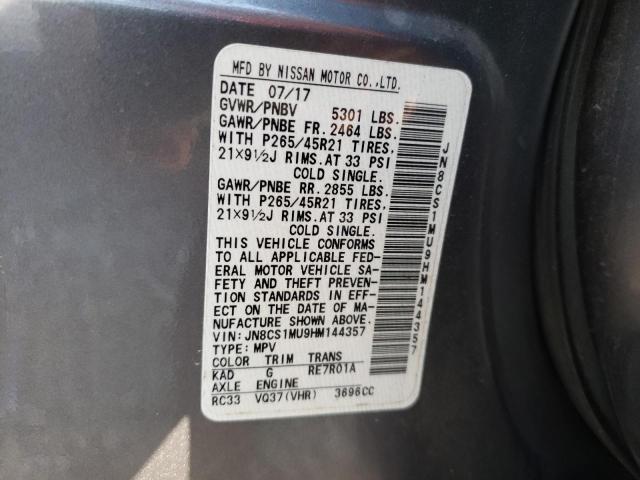 MFD BY NISSAN MOTOR CO.,LTD.
DATE 07/17
GVWR/PNBV 5301 LBS.
GAWR/PNBE FR. 2464 LBS.
WITH P265/45R21 TIRES,
21X9½J RIMS.AT 33 PSI
COLD SINGLE.
GAWR/PNBE RR. 2855 LBS.
WITH P265/45R21 TIRES,
21X9½J RIMS.AT 33 PSI
COLD SINGLE.
THIS VEHICLE CONFORMS
TO ALL APPLICABLE FED-
ERAL MOTOR VEHICLE SA-
FETY AND THEFT PREVEN-
TION STANDARDS IN EFF-
ECT ON THE DATE OF MA-
NUFACTURE SHOWN ABOVE.
VIN: JN8CS1MU9HM144357
TYPE: MPV
COLOR TRIM TRANS
KAD G RE7R01A
AXLE ENGINE
RC33 VQ37(VHR) 3696CC
JN8CS1MU9HM144357